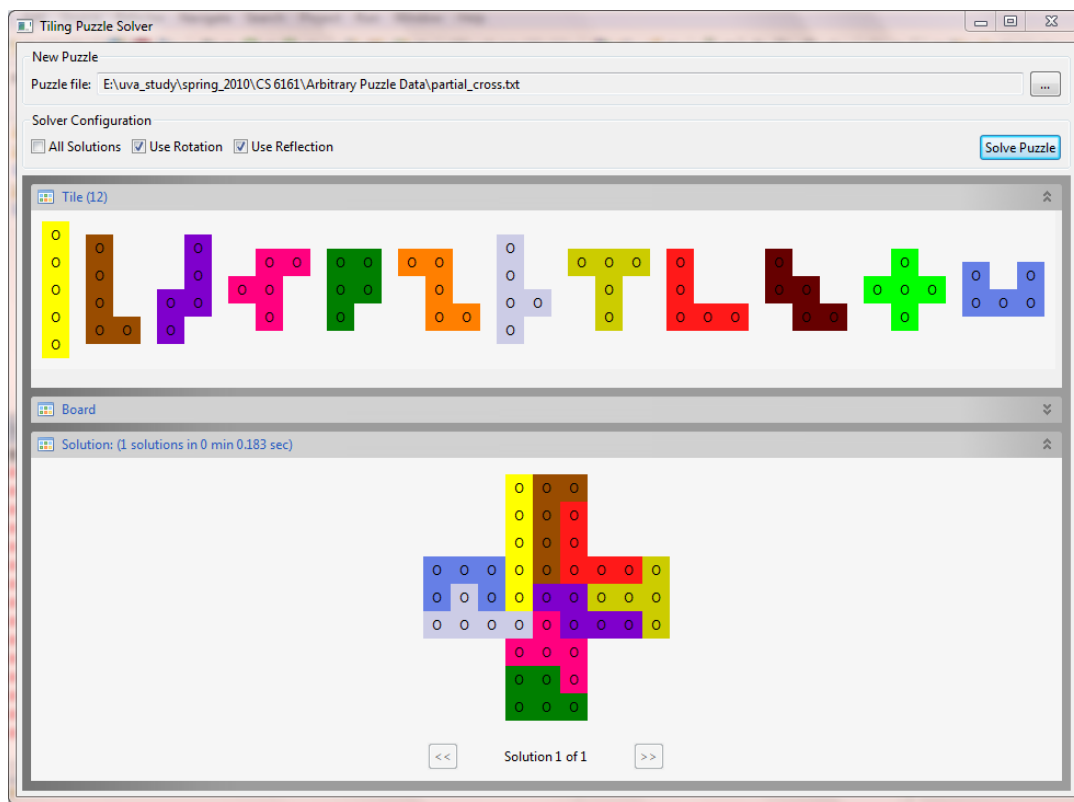 Tiling Puzzle Solver
New Puzzle
Puzzle file: E:\uva_study\spring_2010\CS 6161\Arbitrary Puzzle Data\partial_cross.txt ...
Solver Configuration
All Solutions Use Rotation Use Reflection Solve Puzzle
Tile (12)
O O O O O O O O O O O
O O O O O O O O O O O O O O O O
O O O O O O O O O O O O O O O O O
O O O O O O O O O O O O O O
O O
Board
Solution: (1 solutions in 0 min 0.183 sec)
O O O
O O O
O O O
O O O O O O O O O
O O O O O O O O O
O O O O O O O O O
O O O
O O O
O O O
<< Solution 1 of 1 >>